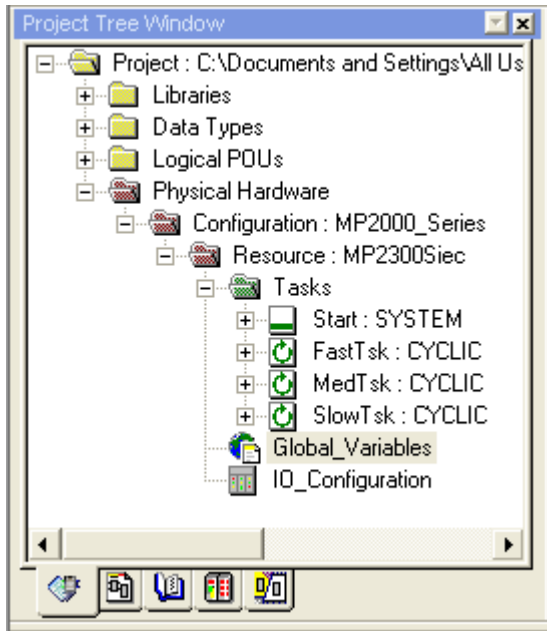 Project Tree Window
Project : C:\Documents and Settings\All Us
Libraries
Data Types
Logical POUs
Physical Hardware
Configuration : MP2000_Series
Resource : MP2300Siec
Tasks
Start : SYSTEM
FastTsk : CYCLIC
MedTsk : CYCLIC
SlowTsk : CYCLIC
Global_Variables
IO_Configuration